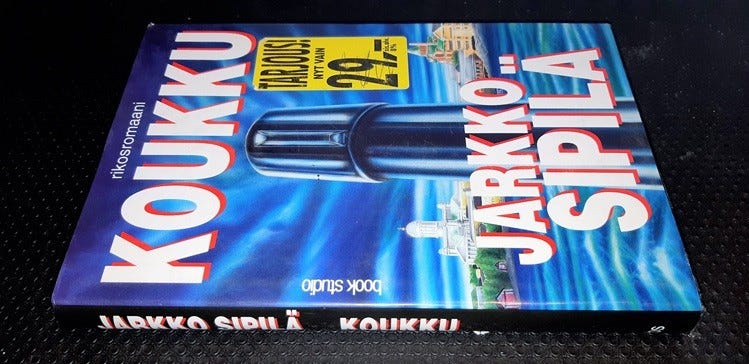 rikosromaani
KOUKKU
TARJOUS!
NYT VAIN
29,-
JARKKO
SIPILÄ
book studio
JARKKO SIPILÄ KOUKKU